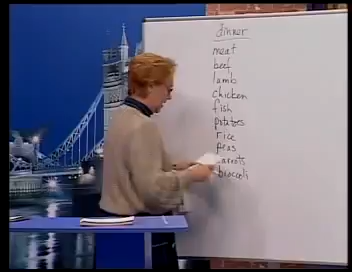 dinner
meat
beef
lamb
chicken
fish
potatoes
rice
peas
carrots
broccoli